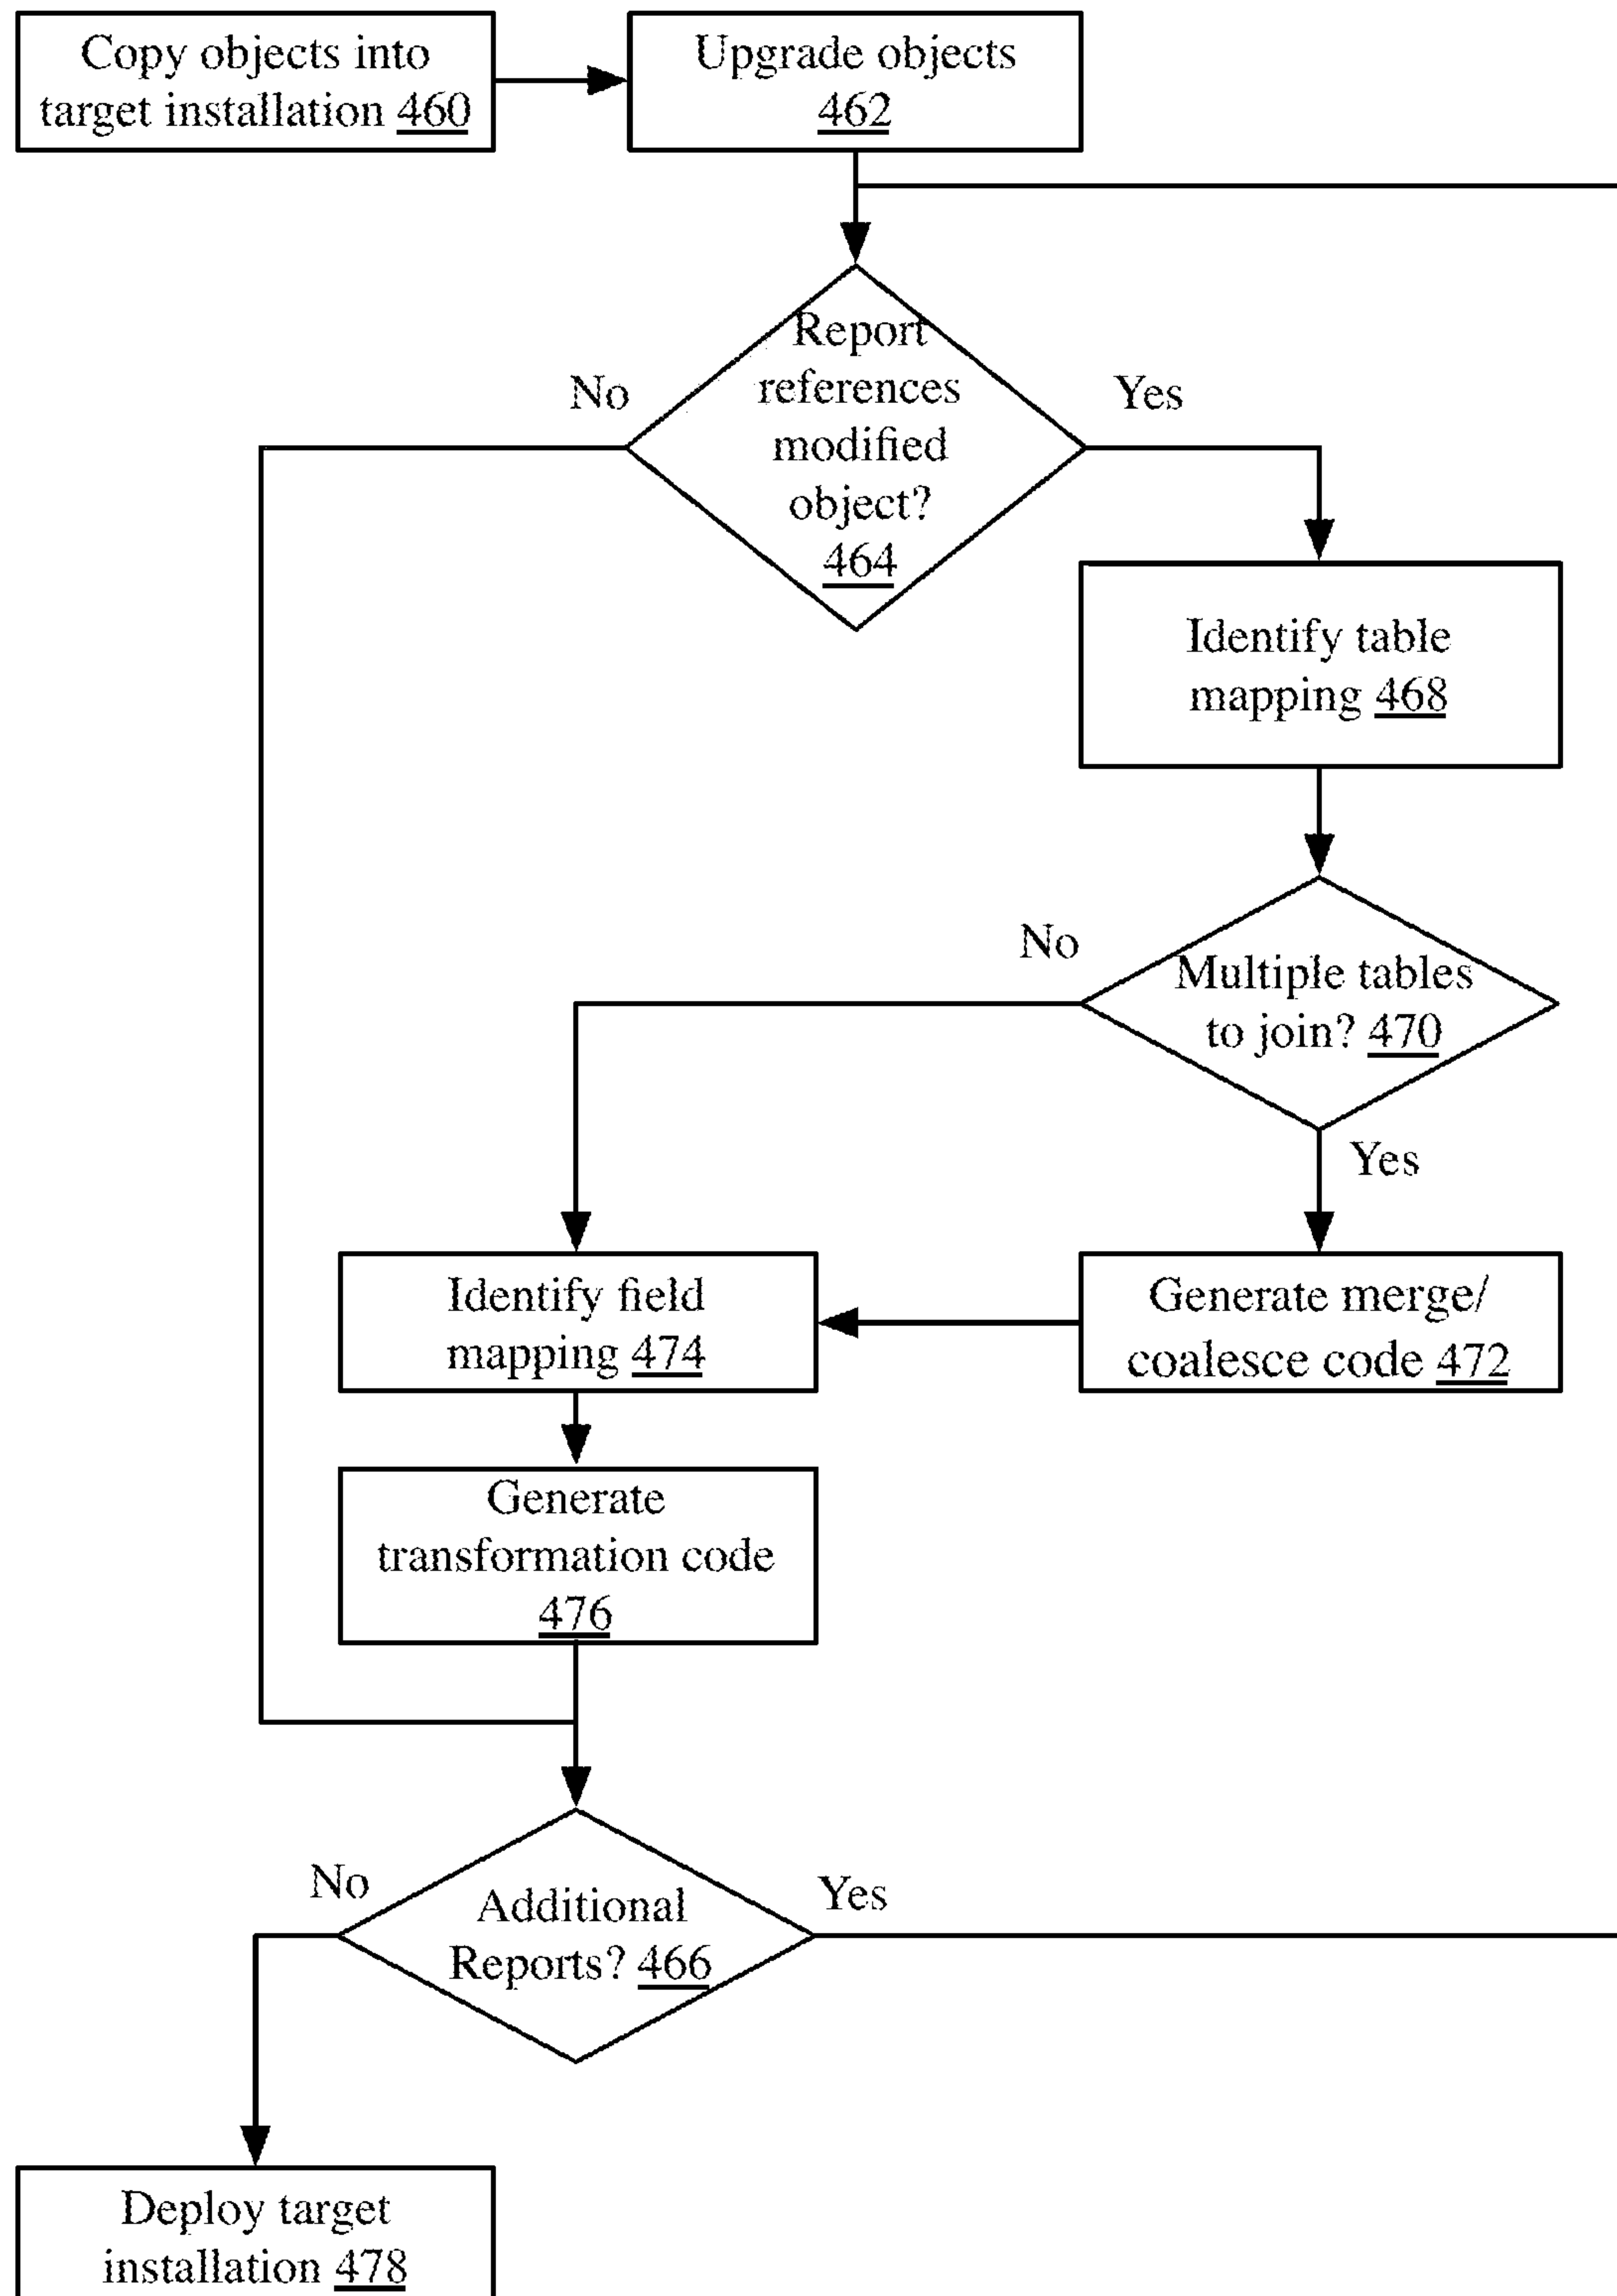 Copy objects into
target installation 460
Upgrade objects
462
Report
references
modified
object?
464
No
Yes
Identify table
mapping 468
Multiple tables
to join? 470
No
Yes
Identify field
mapping 474
Generate merge/
coalesce code 472
Generate
transformation code
476
Additional
Reports? 466
No
Yes
Deploy target
installation 478